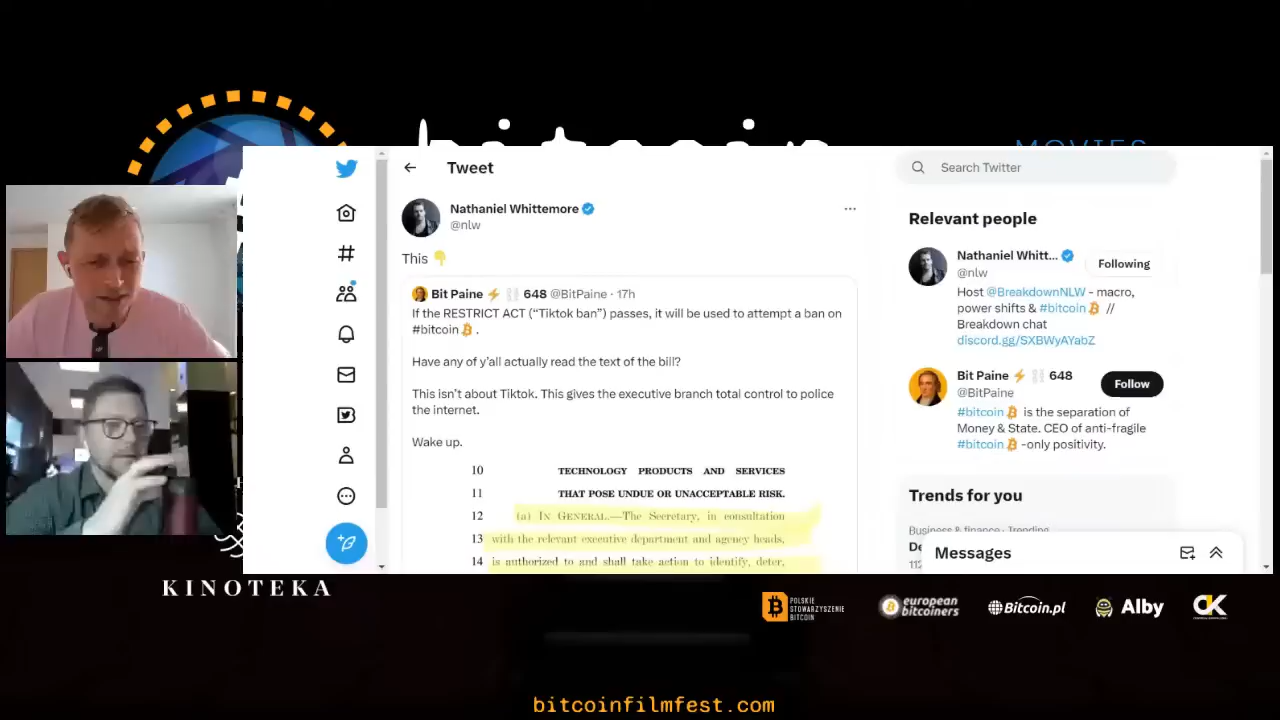 bitcoin
MOVIES
Tweet
Search Twitter
Nathaniel Whittemore
@nlw
This
Bit Paine ⚡ 648 @BitPaine · 17h
If the RESTRICT ACT (“Tiktok ban”) passes, it will be used to attempt a ban on
#bitcoin .
Have any of y’all actually read the text of the bill?
This isn’t about Tiktok. This gives the executive branch total control to police
the internet.
Wake up.
10 TECHNOLOGY PRODUCTS AND SERVICES
11 THAT POSE UNDUE OR UNACCEPTABLE RISK.
12 (a) IN GENERAL.—The Secretary, in consultation
13 with the relevant executive department and agency heads,
14 is authorized to and shall take action to identify, deter,
Relevant people
Nathaniel Whitt...
@nlw
Following
Host @BreakdownNLW - macro,
power shifts & #bitcoin //
Breakdown chat
discord.gg/SXBWyAYabZ
Bit Paine ⚡ 648
@BitPaine
Follow
#bitcoin is the separation of
Money & State. CEO of anti-fragile
#bitcoin -only positivity.
Trends for you
Business & finance · Trending
Messages
KINOTEKA
POLSKIE
STOWARZYSZENIE
BITCOIN
european
bitcoiners
Bitcoin.pl
Alby
bitcoinfilmfest.com